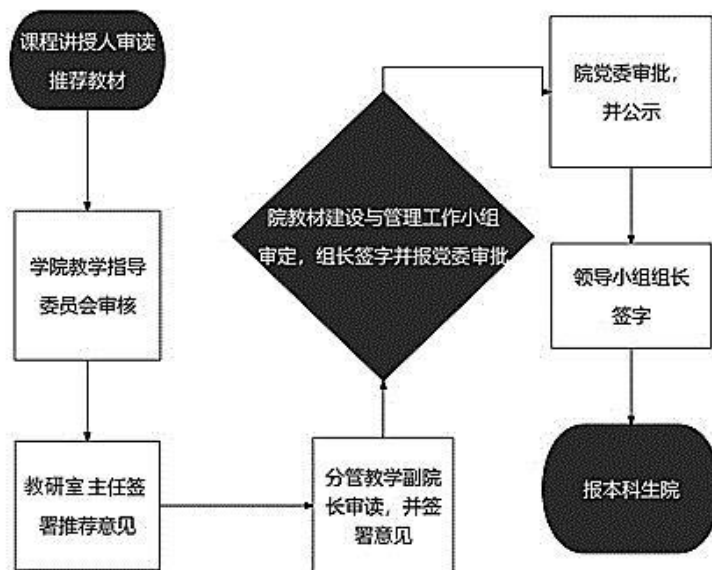 课程讲授人审读
推荐教材
学院教学指导
委员会审核
教研室主任签
署推荐意见
分管教学副院
长审读，并签
署意见
院教材建设与管理工作小组
审定，组长签字并报党委审批
院党委审批，
并公示
领导小组组长
签字
报本科生院